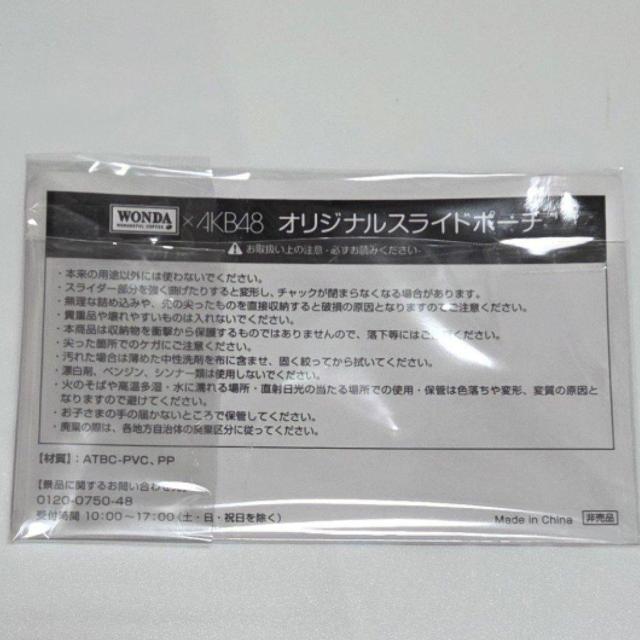 WONDA
WONDERFUL COFFEE
×AKB48 オリジナルスライドポーチ
お取扱い上の注意・必ずお読みください
・本来の用途以外には使わないでください。
・スライダー部分を強く曲げたりすると変形し、チャックが閉まらなくなる場合があります。
・無理な詰め込みや、先の尖ったものを直接収納すると破損の原因となりますのでご注意ください。
・貴重品や壊れやすいものは入れないでください。
・本商品は収納物を衝撃から保護するものではありませんので、落下等にはご注意ください。
・尖った箇所でのケガにご注意ください。
・汚れた場合は薄めた中性洗剤を布に含ませ、固く絞ってから拭いてください。
・漂白剤、ベンジン、シンナー類は使用しないでください。
・火のそばや高温多湿・水に濡れる場所・直射日光の当たる場所での使用・保管は色落ちや変形、変質の原因と
なりますので避けてください。
・お子さまの手の届かないところで保管してください。
・廃棄の際は、各地方自治体の廃棄区分に従ってください。
【材質】：ATBC-PVC、PP
【景品に関するお問い合わせ先】
0120-0750-48
受付時間 10:00～17:00(土・日・祝日を除く)
Made in China 非売品